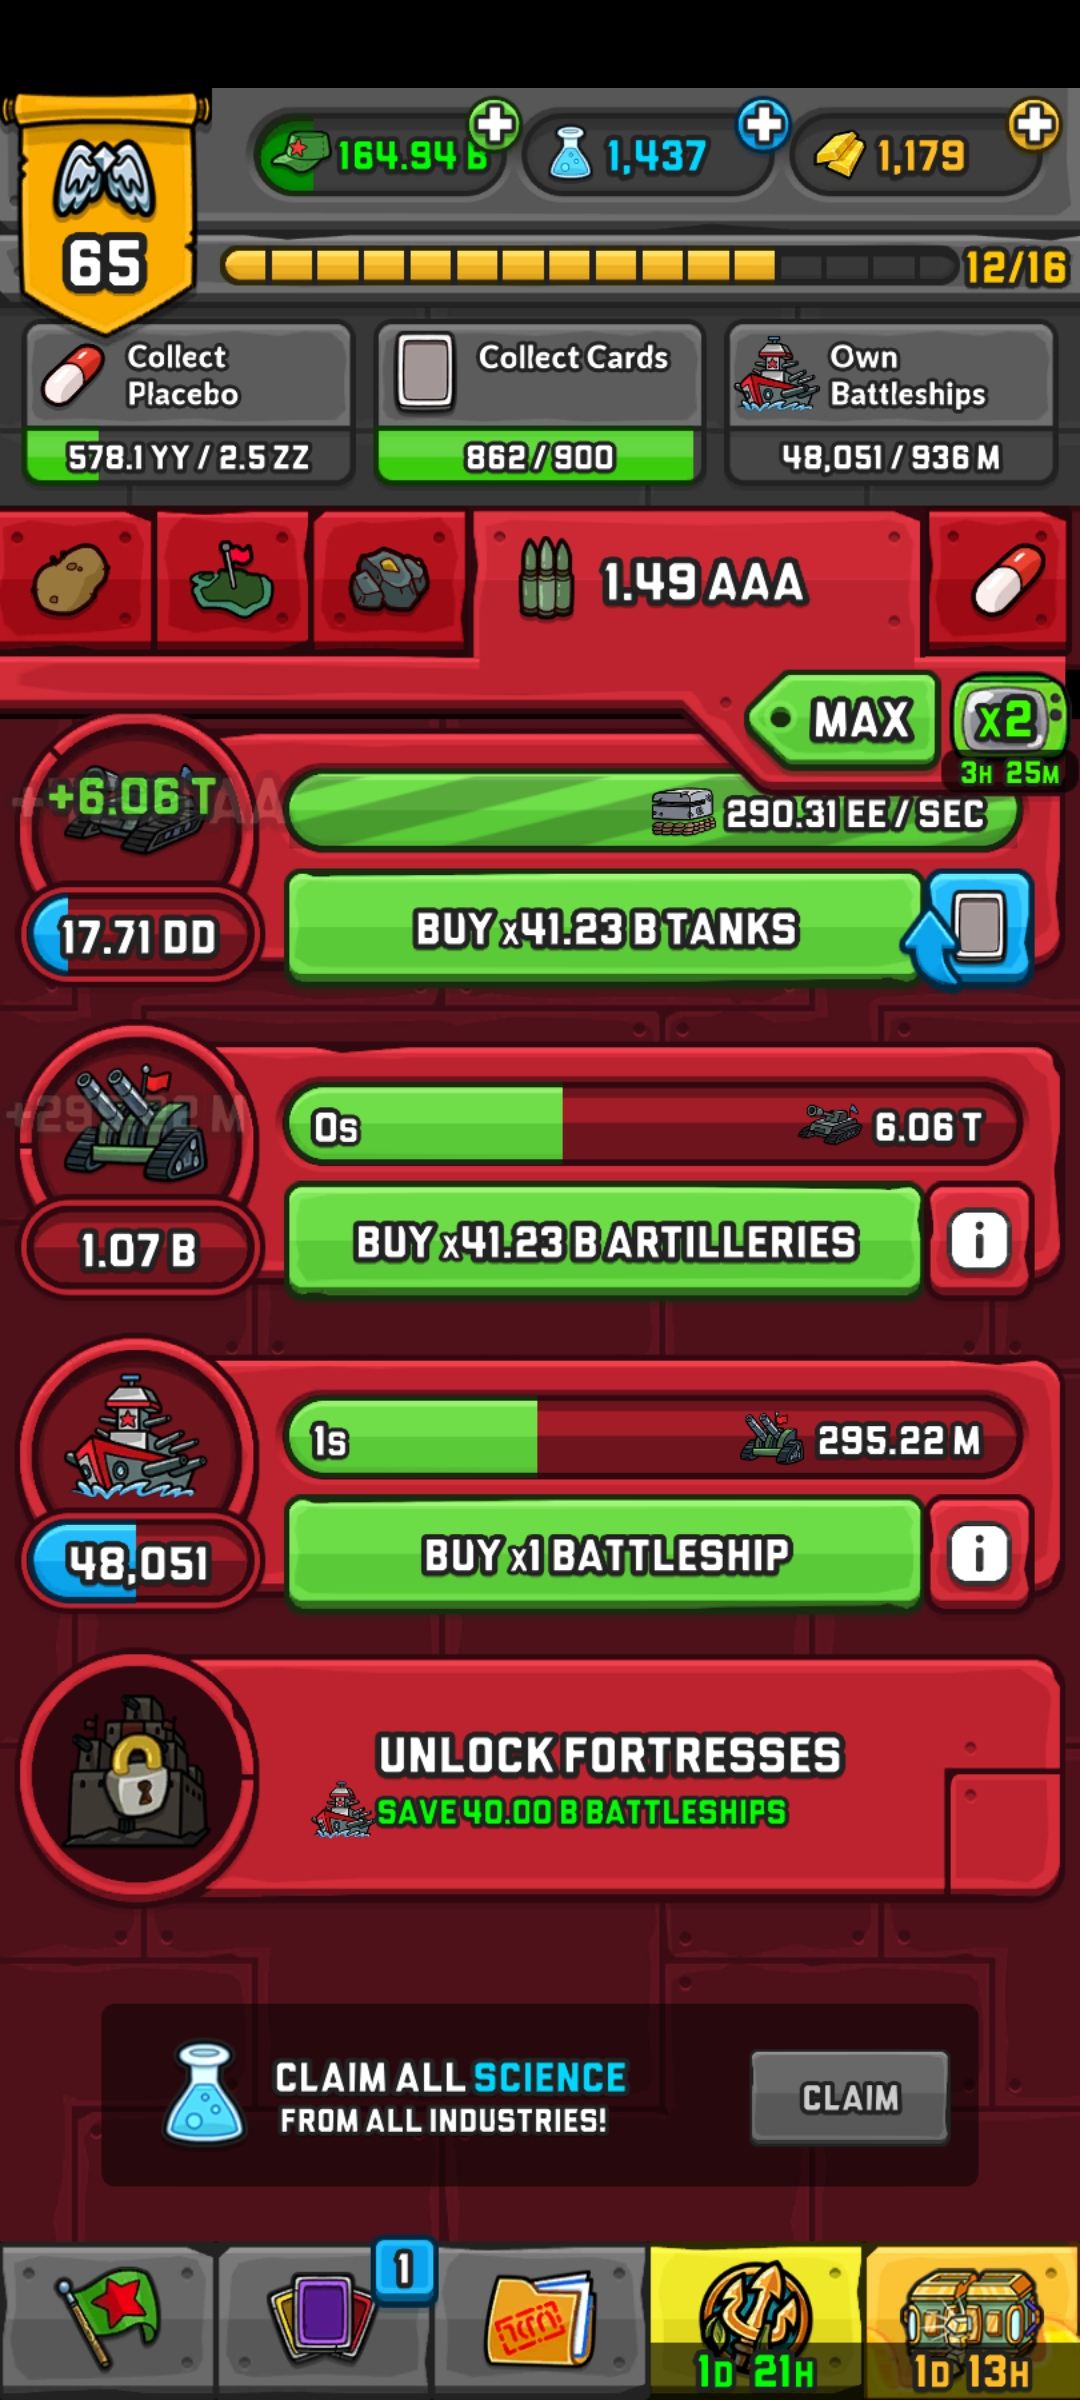 164.94 B
1,437
1,179
65
12/16
Collect
Placebo
578.1 YY / 2.5 ZZ
Collect Cards
862/900
Own
Battleships
48,051 / 936 M
1.49 AAA
MAX
x2
3H 25M
+6.06 T
290.31 EE / SEC
17.71 DD
BUY x41.23 B TANKS
0s
6.06 T
1.07 B
BUY x41.23 B ARTILLERIES
i
1s
295.22 M
48,051
BUY x1 BATTLESHIP
i
UNLOCK FORTRESSES
SAVE 40.00 B BATTLESHIPS
CLAIM ALL SCIENCE
FROM ALL INDUSTRIES!
CLAIM
1
1D 21H
1D 13H